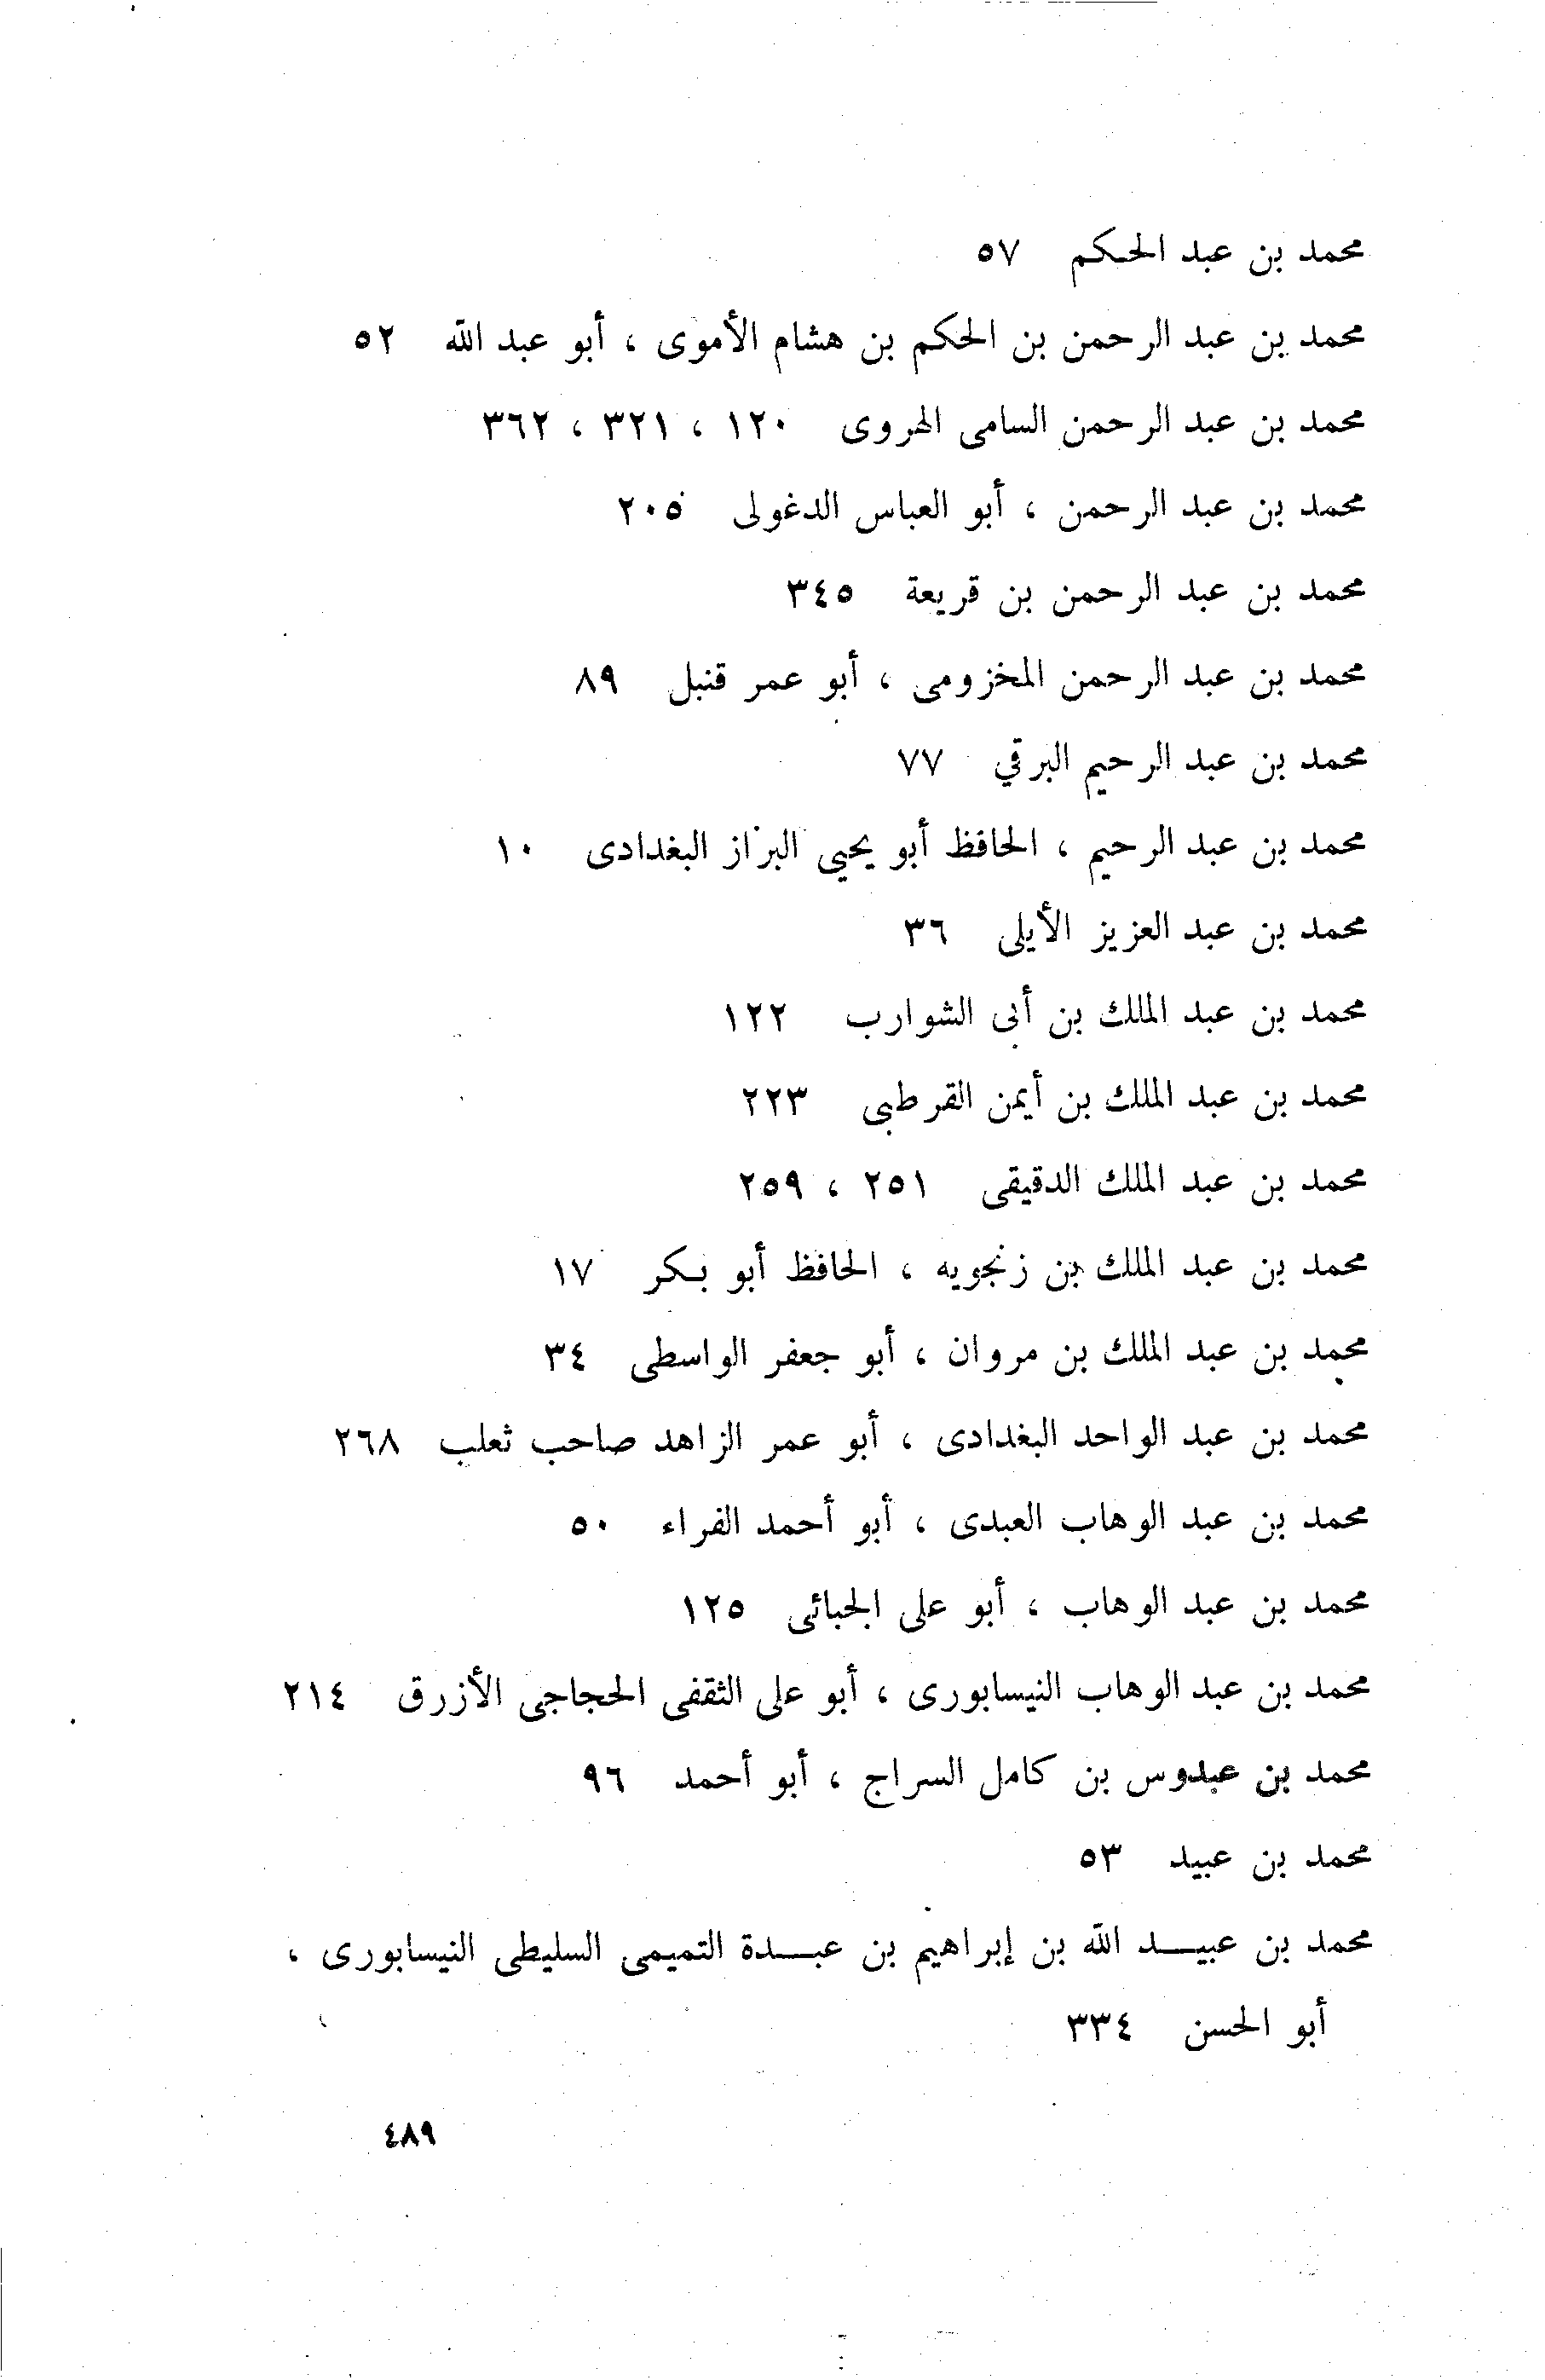 محمد بن عبد الحكم ٥٧
محمد بن عبد الرحمن بن الحكم بن هشام الأموى ، أبو عبد الله ٥٢
محمد بن عبد الرحمن السامى الهروى ١٢٠ ، ٣٢١ ، ٣٦٢
محمد بن عبد الرحمن ، أبو العباس الدغولى ٢٠٥
محمد بن عبد الرحمن بن قريعة ٣٤٥
محمد بن عبد الرحمن المخزومى ، أبو عمر قنبل ٨٩
محمد بن عبد الرحيم البرقي ٧٧
محمد بن عبد الرحيم ، الحافظ أبو يحيى البزاز البغدادى ١٠
محمد بن عبد العزيز الأيلى ٣٦
محمد بن عبد الملك بن أبى الشوارب ١٢٢
محمد بن عبد الملك بن أيمن القرطبى ٢٢٣
محمد بن عبد الملك الدقيقى ٢٥١ ، ٢٥٩
محمد بن عبد الملك بن زنجويه ، الحافظ أبو بكر ١٧
محمد بن عبد الملك بن مروان ، أبو جعفر الواسطى ٣٤
محمد بن عبد الواحد البغدادى ، أبو عمر الزاهد صاحب ثعلب ٢٦٨
محمد بن عبد الوهاب العبدى ، أبو أحمد الفراء ٥٠
محمد بن عبد الوهاب ، أبو على الجبائى ١٢٥
محمد بن عبد الوهاب النيسابورى ، أبو على الثقفى الحجاجى الأزرق ٢١٤
محمد بن عبدوس بن كامل السراج ، أبو أحمد ٩٦
محمد بن عبيد ٥٣
محمد بن عبيد الله بن إبراهيم بن عبدة التميمى السليطى النيسابورى ،
أبو الحسن ٣٣٤
٤٨٩